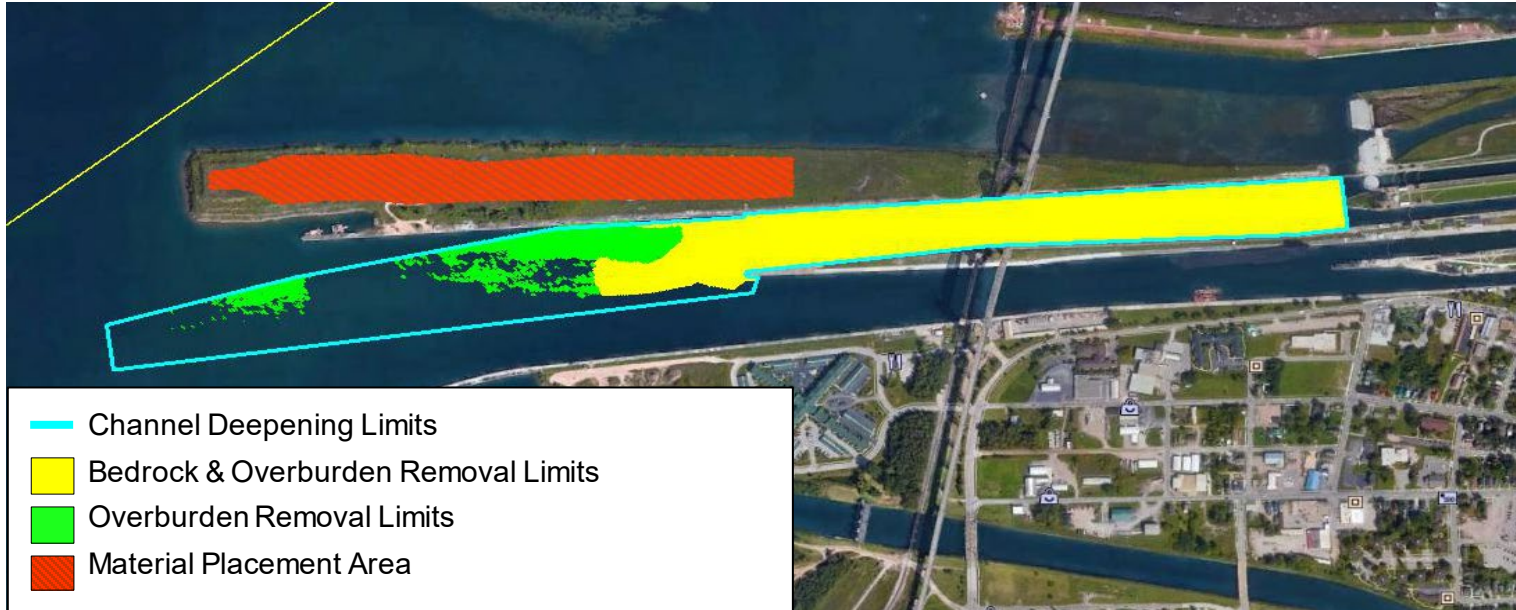 Channel Deepening Limits
Bedrock & Overburden Removal Limits
Overburden Removal Limits
Material Placement Area